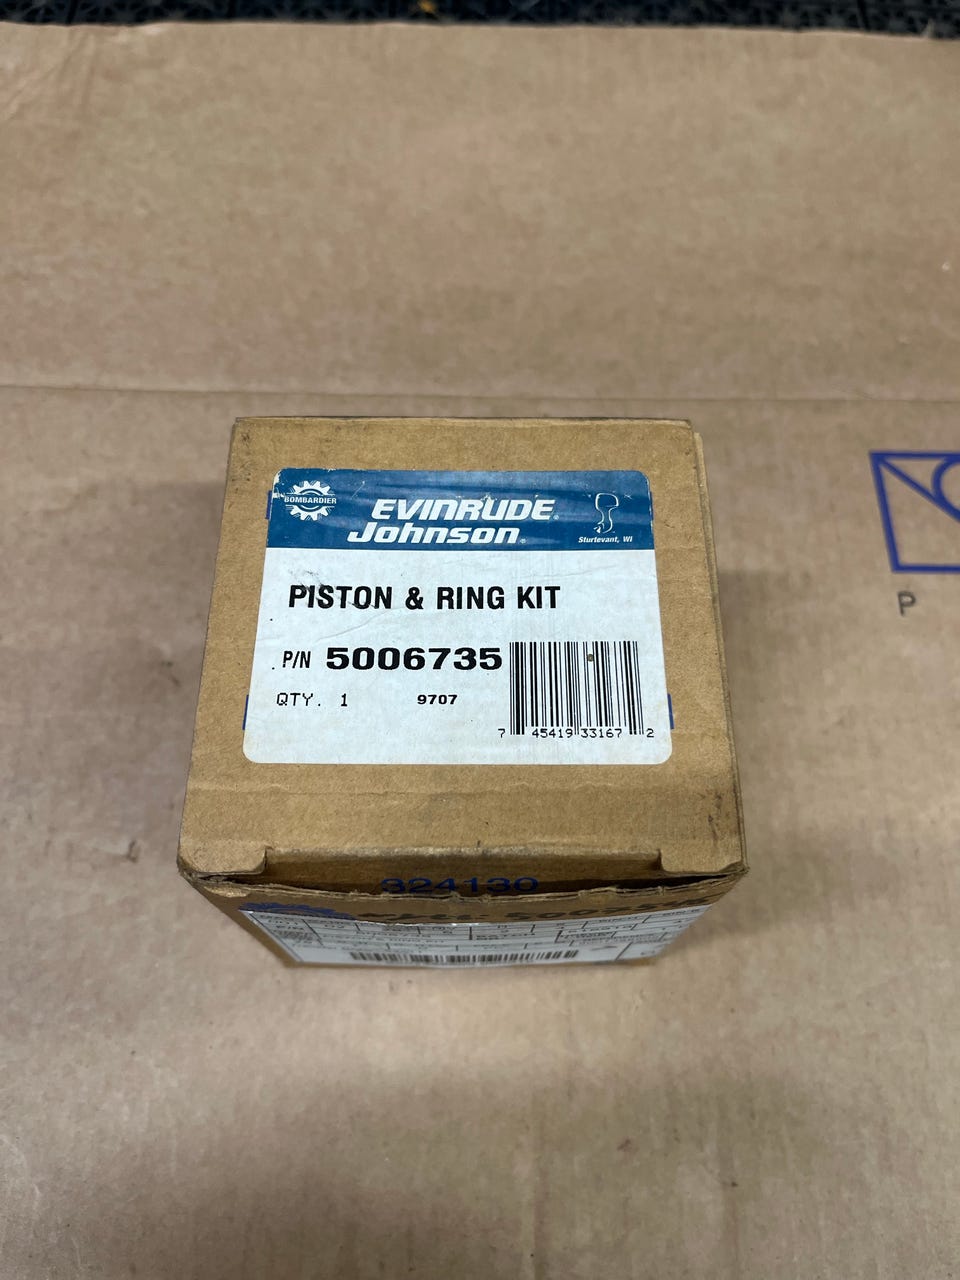 BOMBARDIER
EVINRUDE®
Johnson®
Sturtevant, WI
PISTON & RING KIT
P/N 5006735
QTY. 1
9707
7 45419 33167 2
324130
P